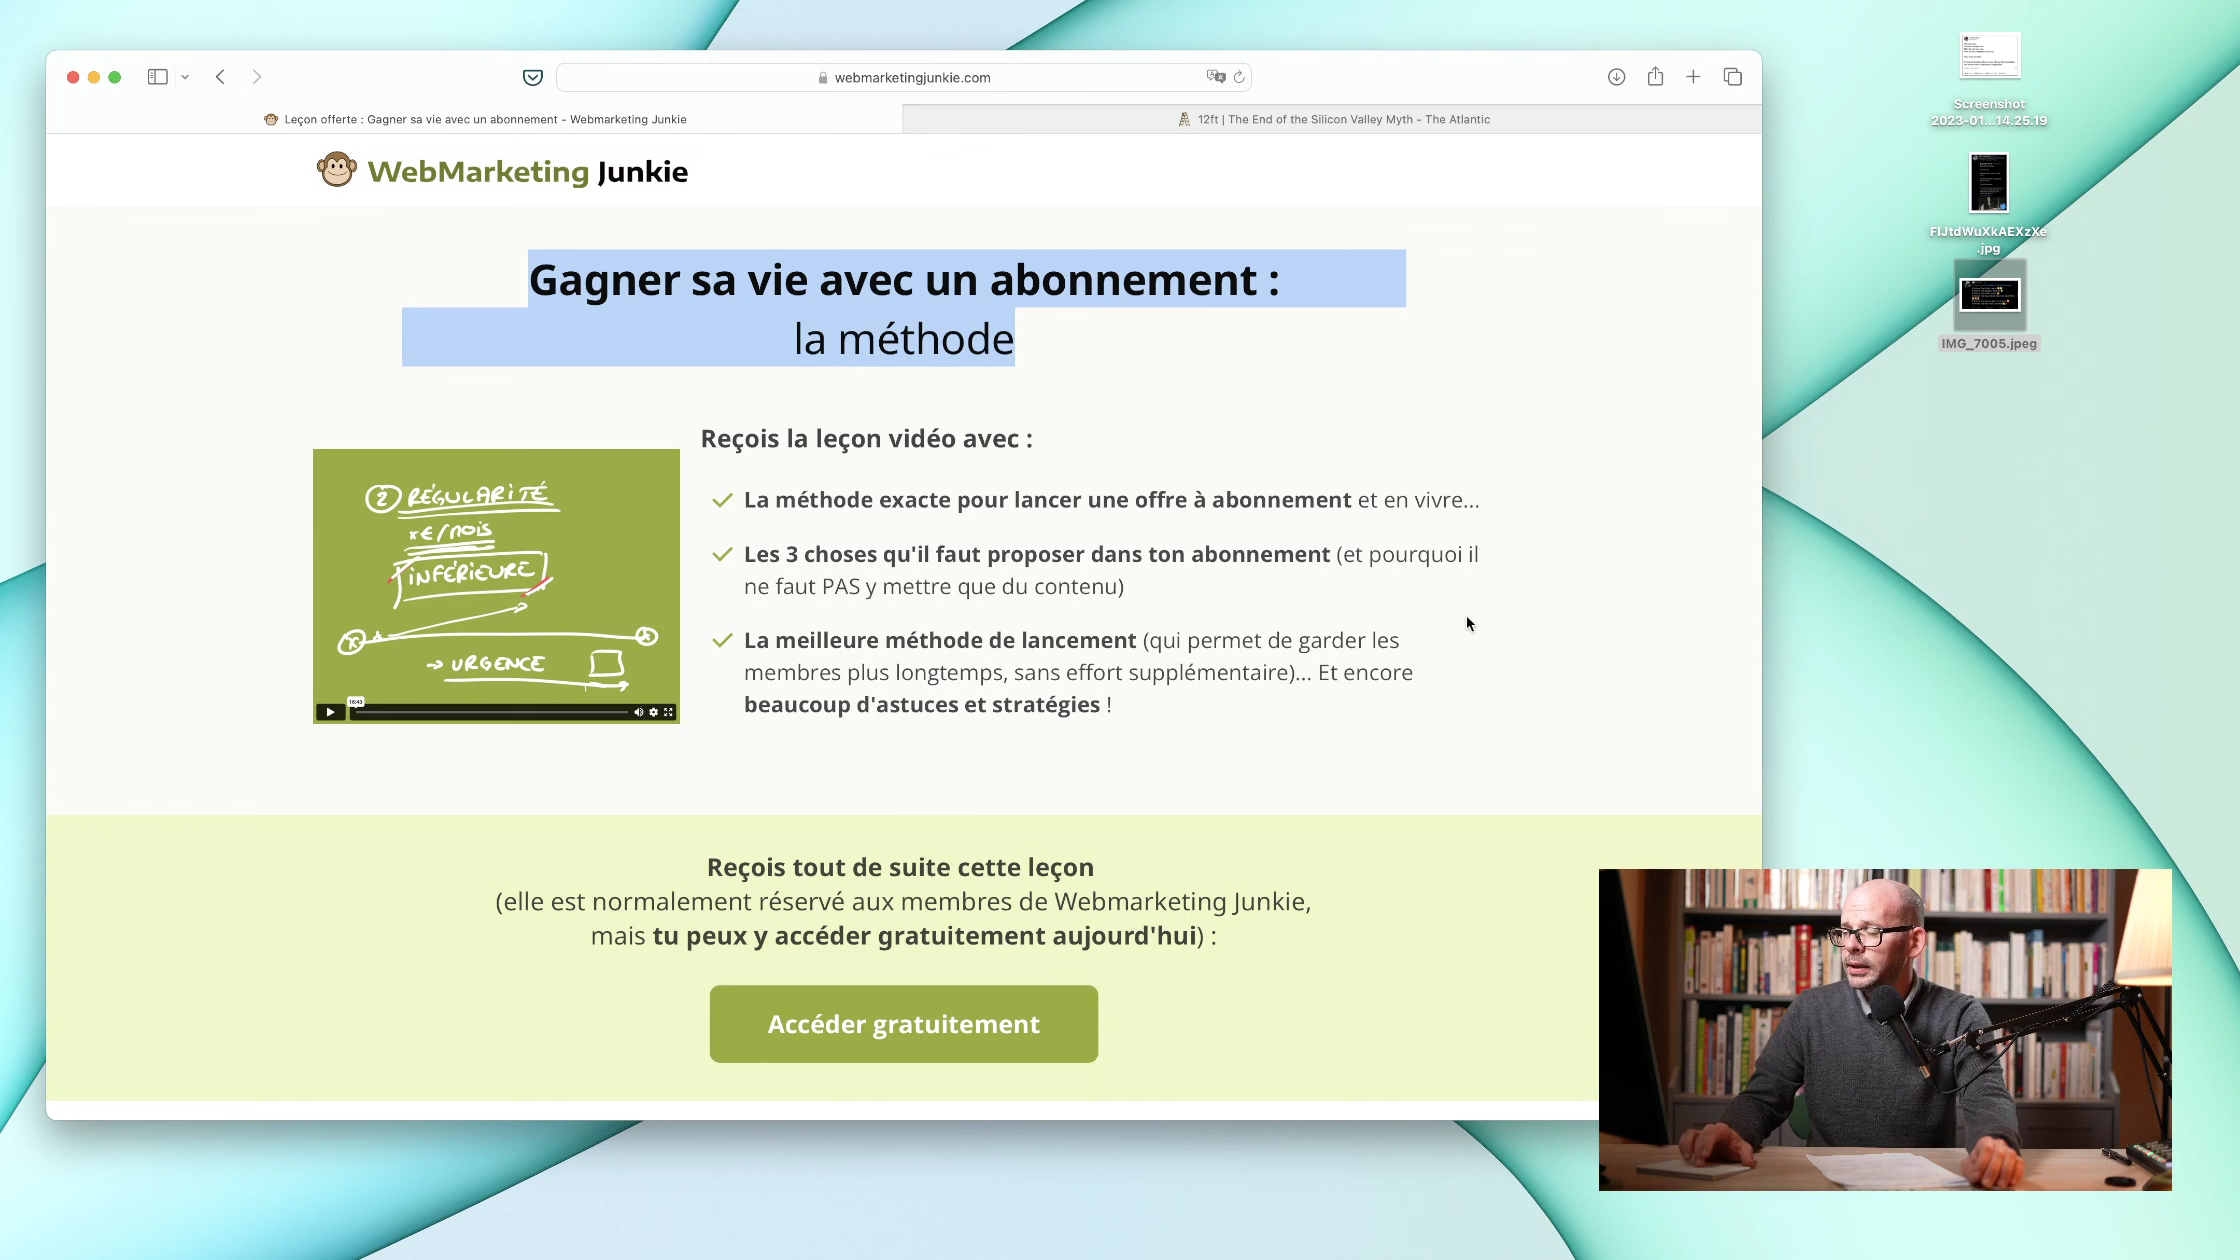 webmarketingjunkie.com
Leçon offerte : Gagner sa vie avec un abonnement – Webmarketing Junkie
12ft | The End of the Silicon Valley Myth - The Atlantic
WebMarketing Junkie
Gagner sa vie avec un abonnement :
la méthode
Reçois la leçon vidéo avec :
La méthode exacte pour lancer une offre à abonnement et en vivre...
Les 3 choses qu'il faut proposer dans ton abonnement (et pourquoi il
ne faut PAS y mettre que du contenu)
La meilleure méthode de lancement (qui permet de garder les
membres plus longtemps, sans effort supplémentaire)... Et encore
beaucoup d'astuces et stratégies !
2 RÉGULARITÉ
x€/mois
INFÉRIEURE
→ URGENCE
16:43
Reçois tout de suite cette leçon
(elle est normalement réservé aux membres de Webmarketing Junkie,
mais tu peux y accéder gratuitement aujourd'hui) :
Accéder gratuitement
Screenshot
2023-01...14.25.19
FIJtdWuXkAEXzXe
.jpg
IMG_7005.jpeg